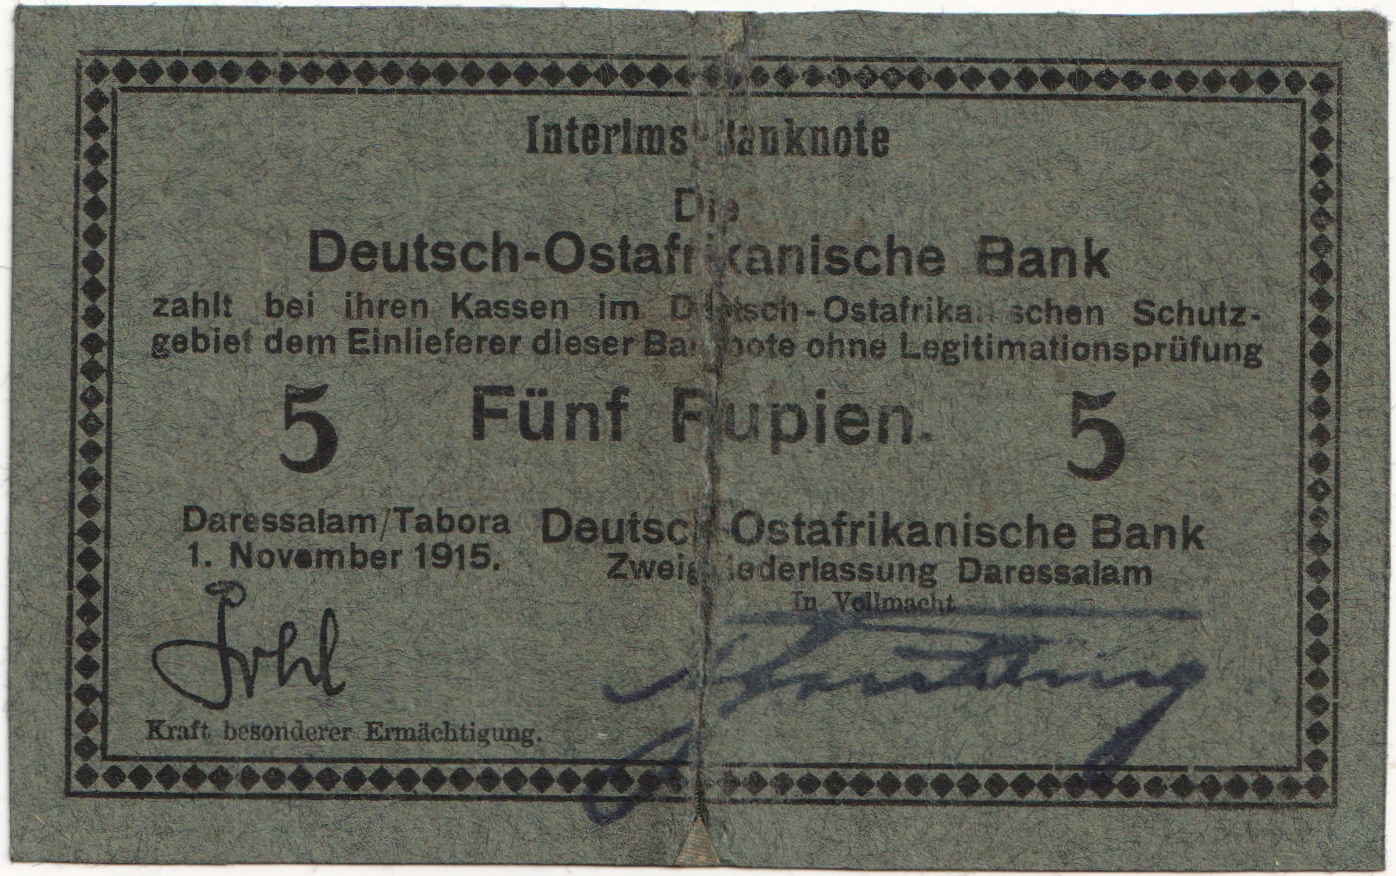 Interims-Banknote
Die
Deutsch-Ostafrikanische Bank
zahlt bei ihren Kassen im Deutsch-Ostafrikanischen Schutz-
gebiet dem Einlieferer dieser Banknote ohne Legitimationsprüfung
5 Fünf Rupien. 5
Daressalam/Tabora
1. November 1915.
Deutsch-Ostafrikanische Bank
Zweigniederlassung Daressalam
In Vollmacht
Kraft besonderer Ermächtigung.